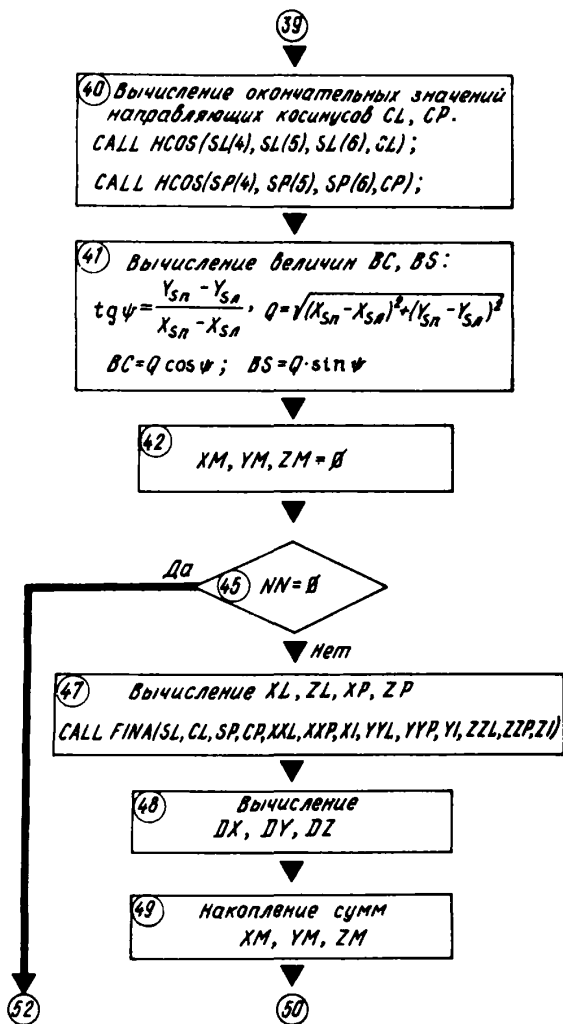 39
40 Вычисление окончательных значений
направляющих косинусов CL, CP.
CALL HCOS(SL(4), SL(5), SL(6), CL);
CALL HCOS(SP(4), SP(5), SP(6), CP);
41 Вычисление величин BC, BS:
tg ψ = (Y_Sп − Y_Sл)/(X_Sп − X_Sл), Q = √((X_Sп − X_Sл)² + (Y_Sп − Y_Sл)²)
BC = Q cos ψ; BS = Q·sin ψ
42
XM, YM, ZM = Ø
Да
45 NN = Ø
Нет
47 Вычисление XL, ZL, XP, ZP
CALL FINA(SL, CL, SP, CP, XXL, XXP, XI, YYL, YYP, YI, ZZL, ZZP, ZI)
48 Вычисление
DX, DY, DZ
49 Накопление сумм
XM, YM, ZM
52 50